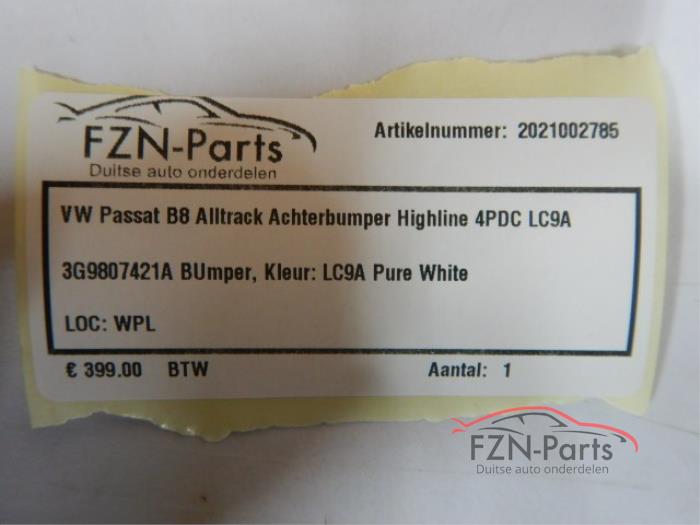 FZN-Parts
Duitse auto onderdelen
Artikelnummer: 2021002785
VW Passat B8 Alltrack Achterbumper Highline 4PDC LC9A
3G9807421A BUmper, Kleur: LC9A Pure White
LOC: WPL
€ 399.00 BTW
Aantal: 1
FZN-Parts
Duitse auto onderdelen